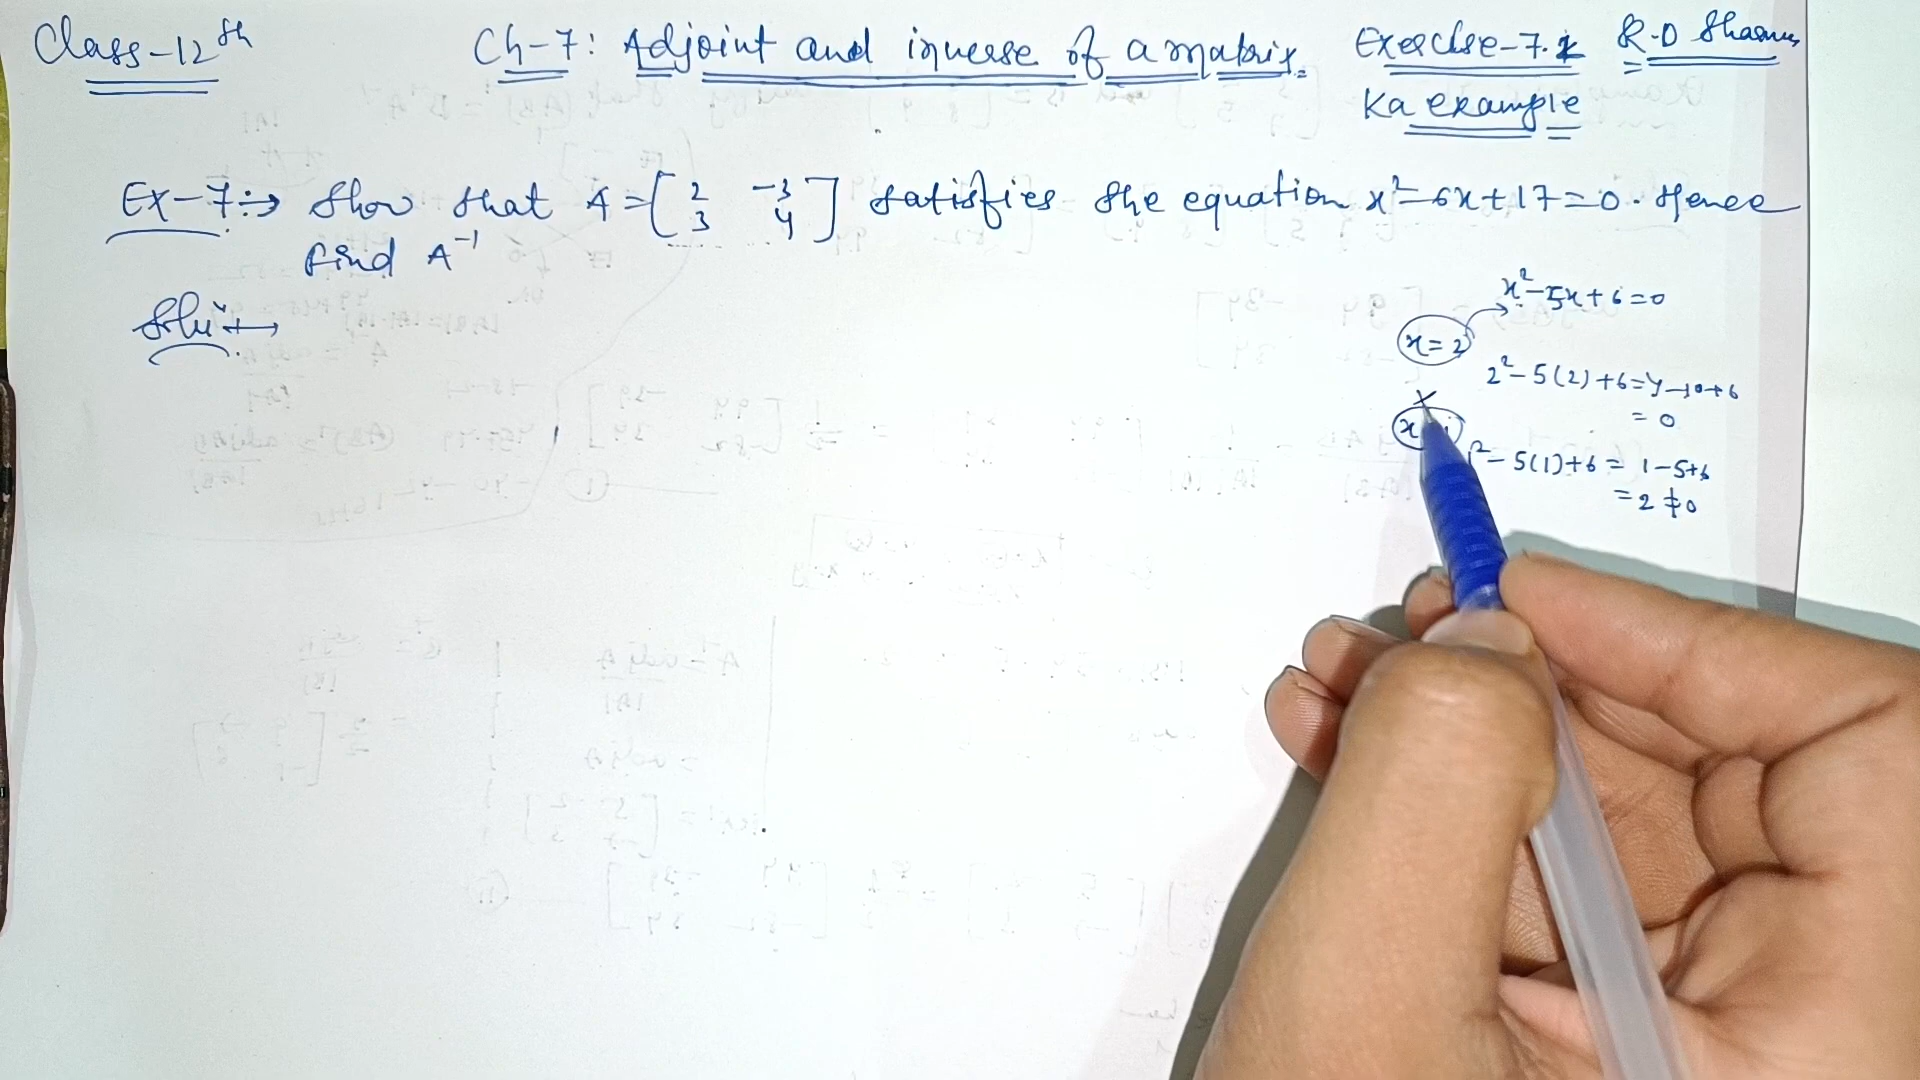 Class-12th
Ch-7: Adjoint and inverse of a matrix. Exercise-7.1 R.D Sharma
Ka example
Ex-7:→ Show that A = [2 -3 3 4] satisfies the equation x²-6x+17=0. Hence
find A⁻¹
Solⁿ:→
x²-5x+6=0
x=2
2²-5(2)+6=4-10+6
=0
1²-5(1)+6= 1-5+6
=2≠0